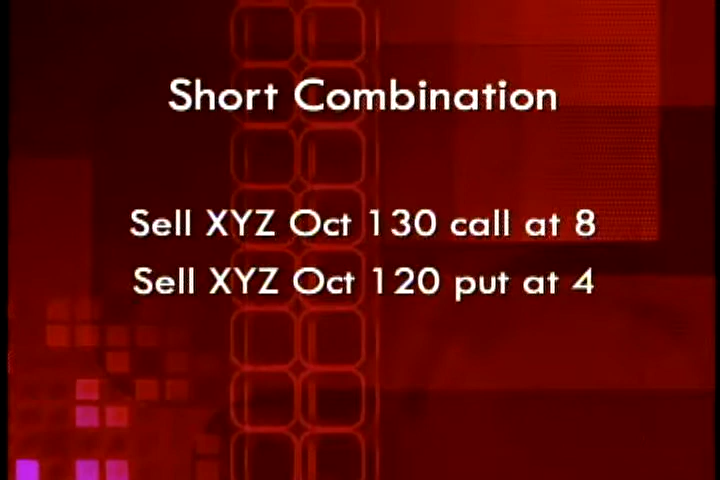 Short Combination
Sell XYZ Oct 130 call at 8
Sell XYZ Oct 120 put at 4